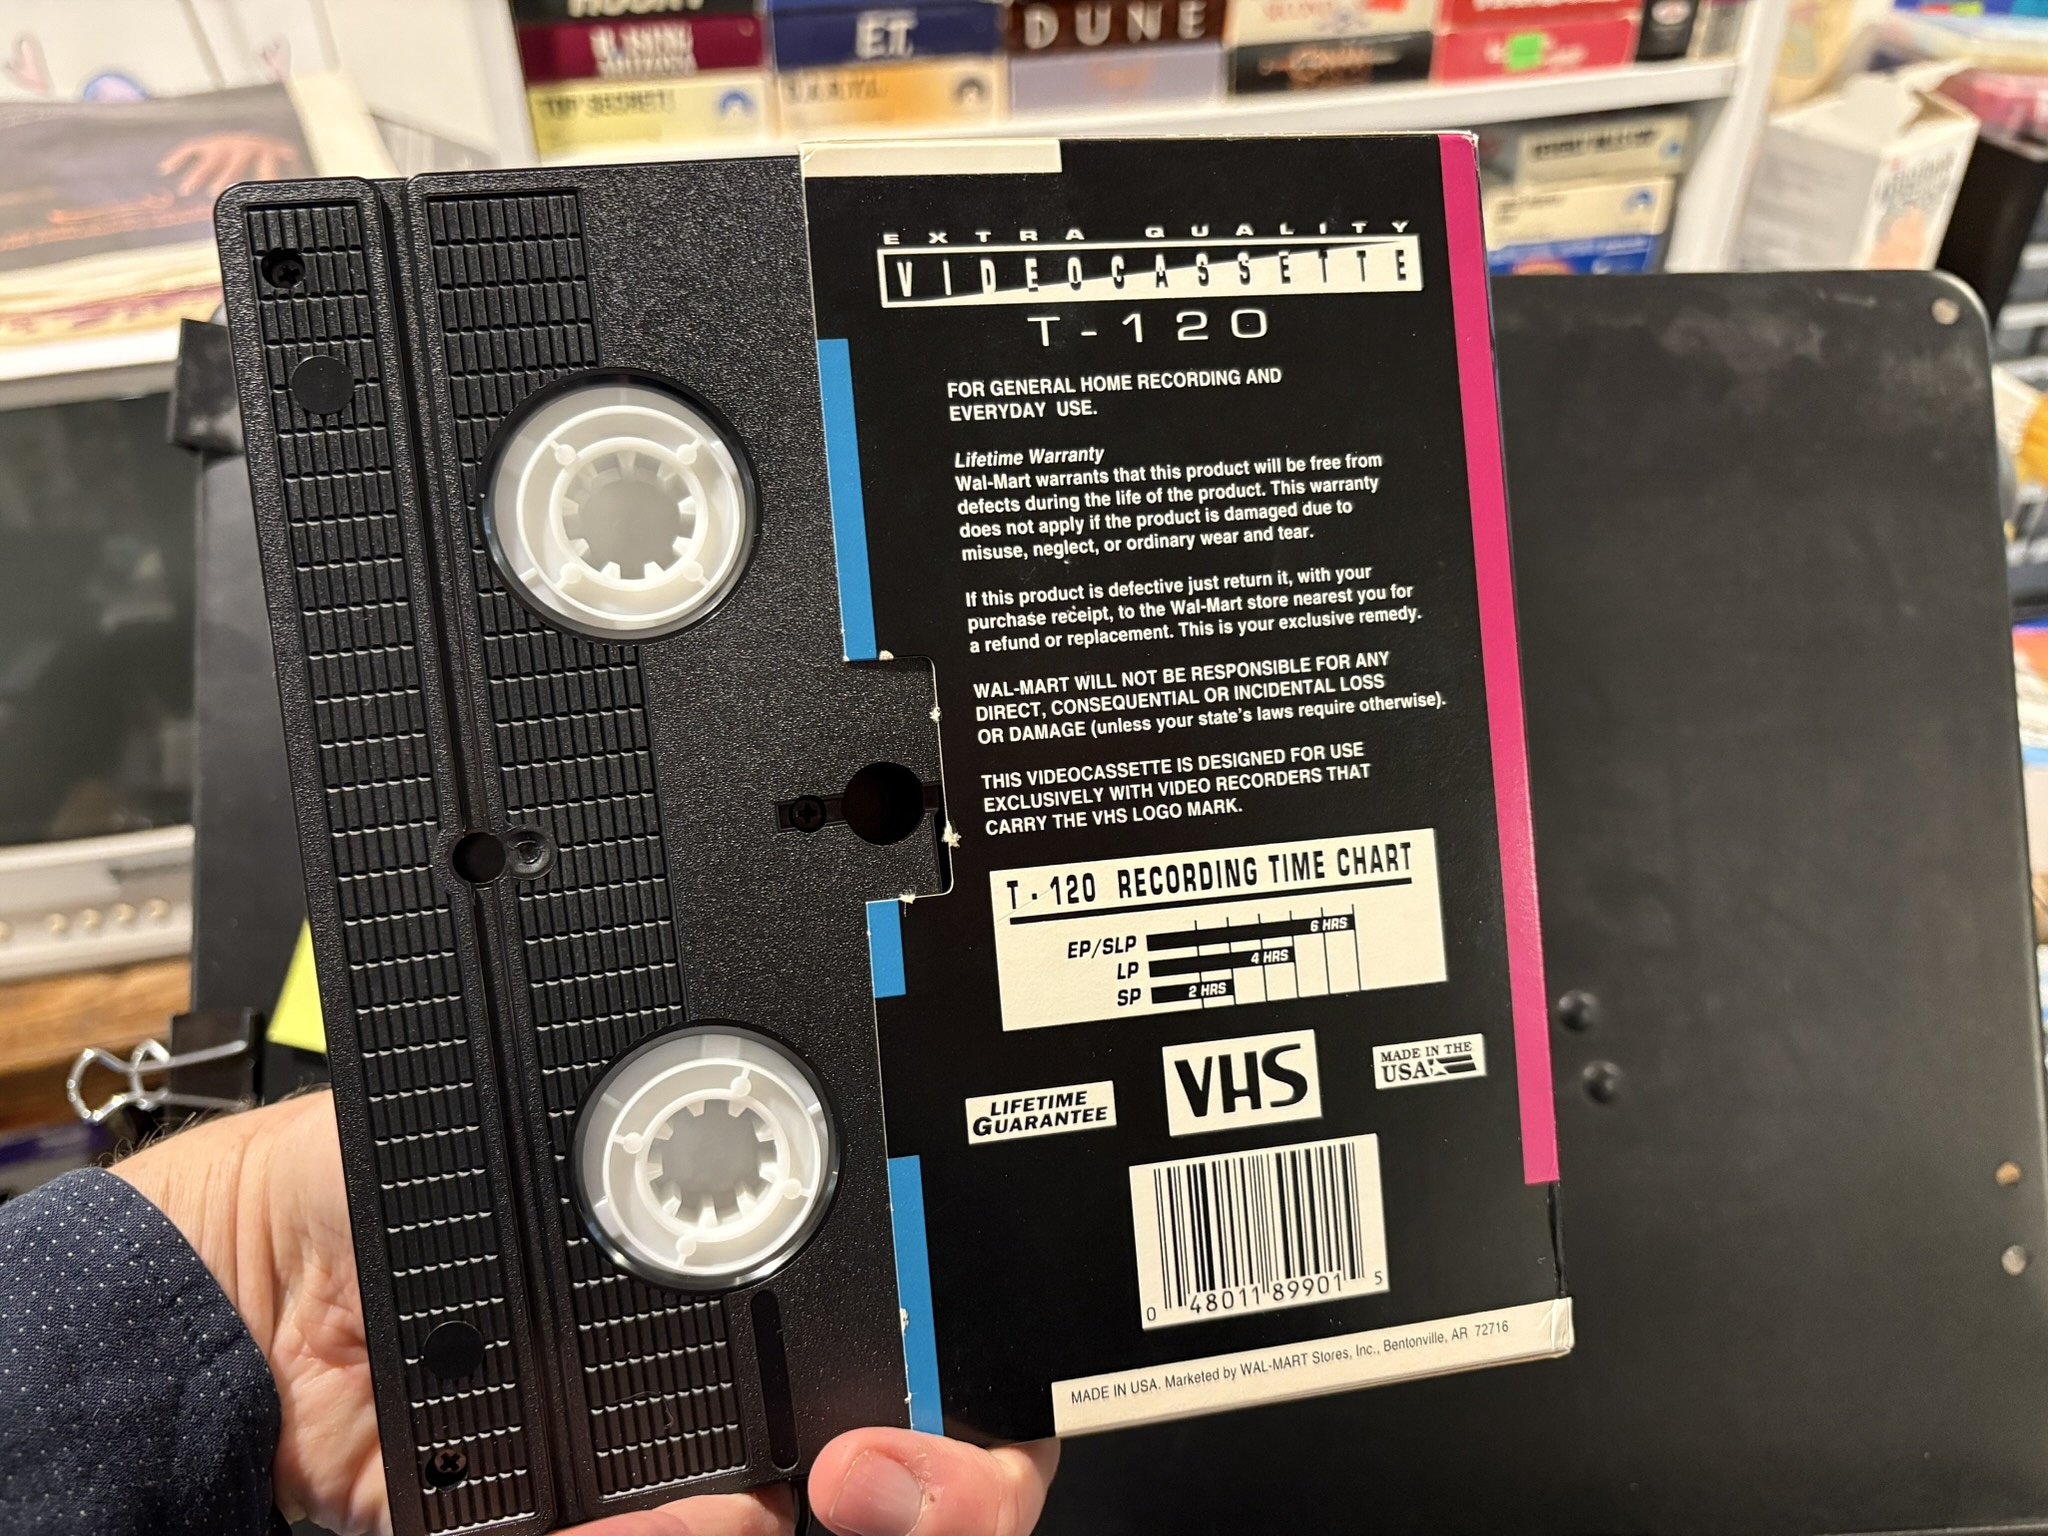 E.T.
DUNE
TOP SECRET!
EXTRA QUALITY
VIDEOCASSETTE
T-120
FOR GENERAL HOME RECORDING AND
EVERYDAY USE.
Lifetime Warranty
Wal-Mart warrants that this product will be free from
defects during the life of the product. This warranty
does not apply if the product is damaged due to
misuse, neglect, or ordinary wear and tear.
If this product is defective just return it, with your
purchase receipt, to the Wal-Mart store nearest you for
a refund or replacement. This is your exclusive remedy.
WAL-MART WILL NOT BE RESPONSIBLE FOR ANY
DIRECT, CONSEQUENTIAL OR INCIDENTAL LOSS
OR DAMAGE (unless your state's laws require otherwise).
THIS VIDEOCASSETTE IS DESIGNED FOR USE
EXCLUSIVELY WITH VIDEO RECORDERS THAT
CARRY THE VHS LOGO MARK.
T-120 RECORDING TIME CHART
EP/SLP 6 HRS
LP 4 HRS
SP 2 HRS
LIFETIME
GUARANTEE
VHS
MADE IN THE
USA
0 48011 89901 5
MADE IN USA. Marketed by WAL-MART Stores, Inc., Bentonville, AR 72716